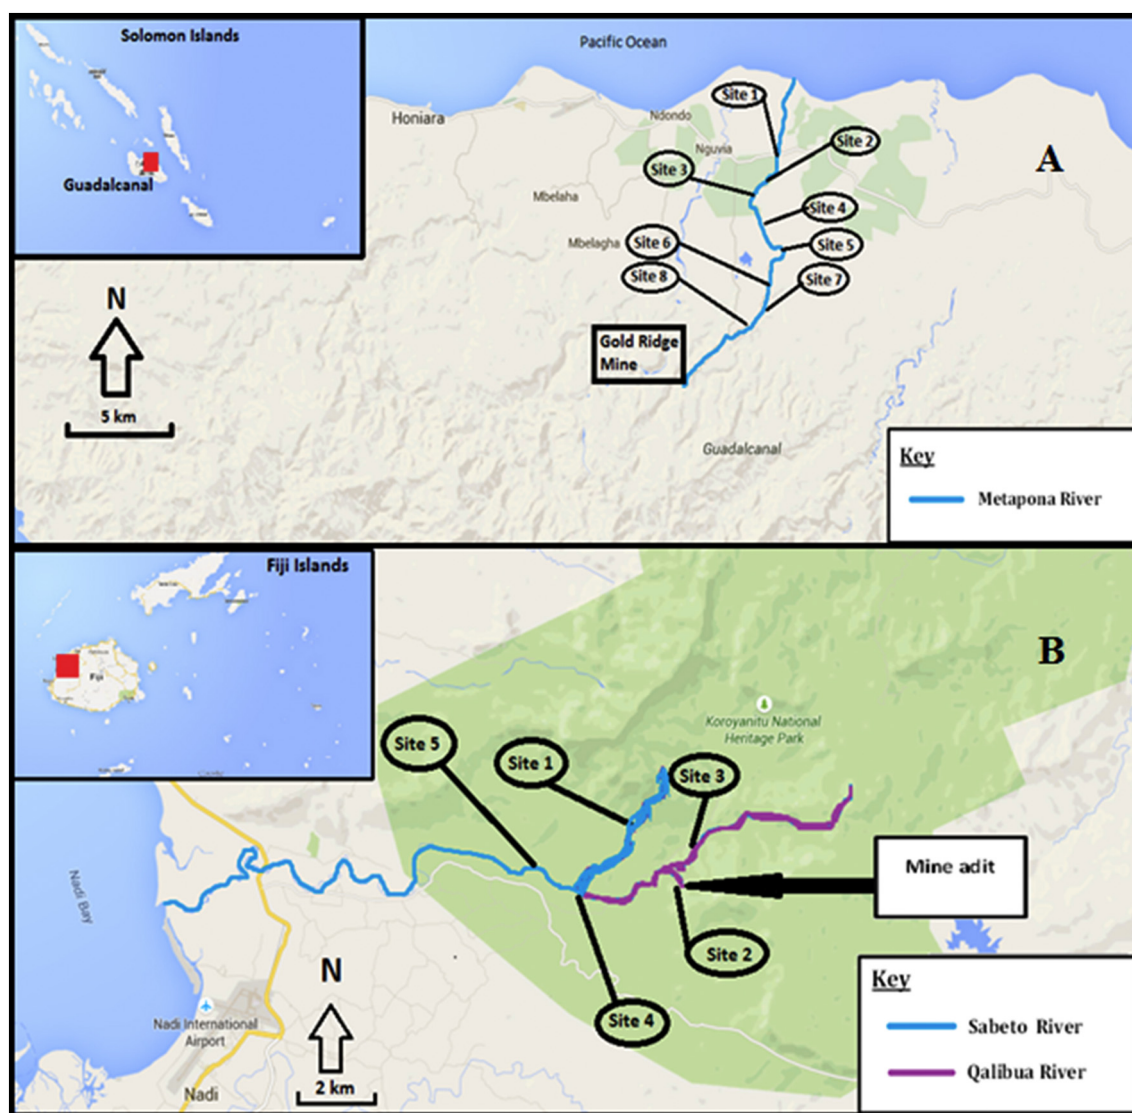 Solomon Islands
Guadalcanal
Pacific Ocean
Honiara
Ndondo
Nguvia
Mbelaha
Mbelagha
Site 1
Site 2
Site 3
Site 4
Site 6
Site 5
Site 8
Site 7
A
N
5 km
Gold Ridge
Mine
Guadalcanal
Key
Metapona River
Fiji Islands
Fiji
B
Koroyanitu National
Heritage Park
Site 5
Site 1
Site 3
Mine adit
Site 2
Site 4
Nadi Bay
Nadi International
Airport
Nadi
N
2 km
Key
Sabeto River
Qalibua River